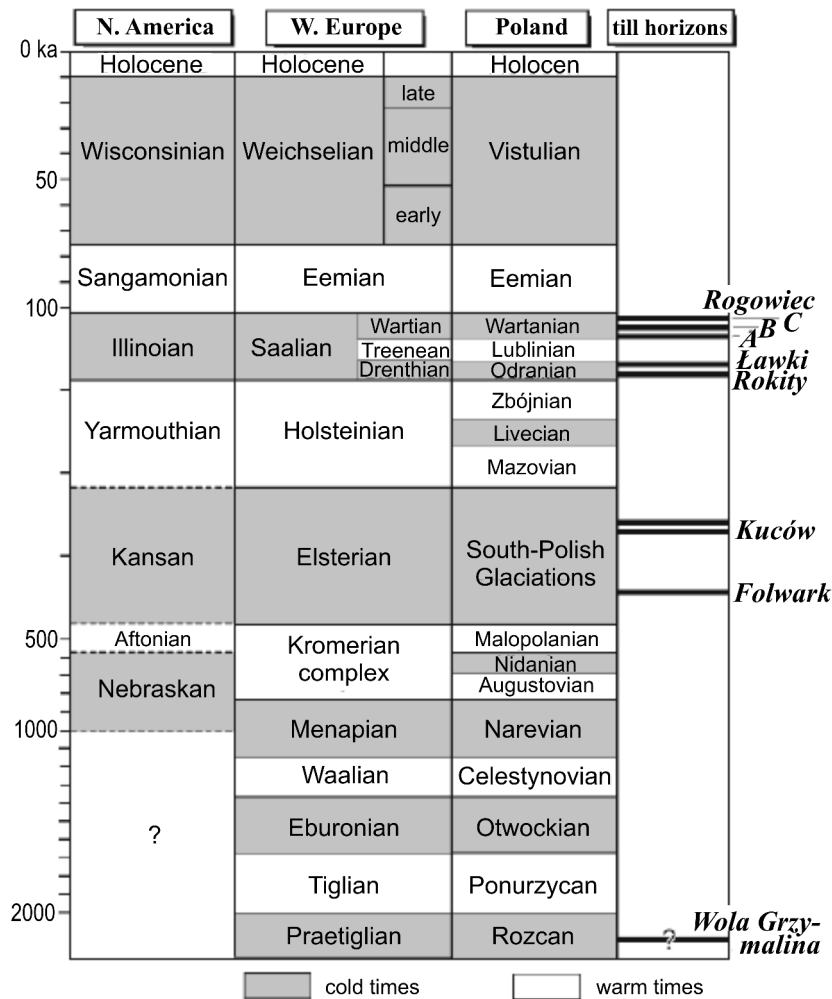 N. America
W. Europe
Poland
till horizons
0 ka
Holocene
Holocene
Holocen
late
Wisconsinian
Weichselian
middle
Vistulian
50
early
Sangamonian
Eemian
Eemian
100
Rogowiec
A B C
Illinoian
Saalian
Wartian
Wartanian
Treenean
Lublinian
Drenthian
Odranian
Ławki
Rokity
Yarmouthian
Holsteinian
Zbójnian
Livecian
Mazovian
Kansan
Elsterian
South-Polish
Glaciations
Kuców
Folwark
500
Aftonian
Kromerian
complex
Malopolanian
Nidanian
Augustovian
Nebraskan
1000
Menapian
Narevian
Waalian
Celestynovian
?
Eburonian
Otwockian
Tiglian
Ponurzycan
2000
Praetiglian
Rozcan
?
Wola Grzy-
malina
cold times
warm times